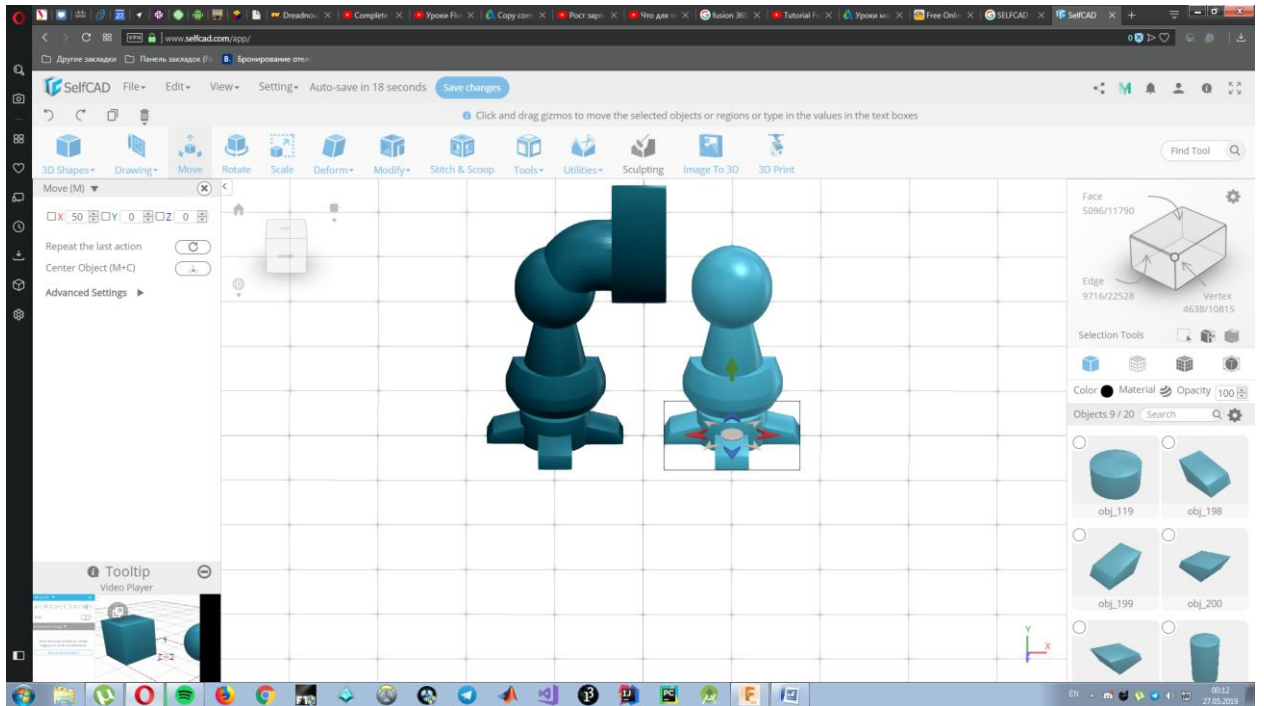 Dreadnou
Complete
Уроки Flu
Copy com
Рост зарп
Что для
fusion 36
Tutorial F
Уроки
Free Onlin
SELFCAD
SelfCAD
VPN
www.selfcad.com/app/
0
Другие закладки
Панель закладок
Бронирование отел
SelfCAD File Edit View Setting Auto-save in 18 seconds Save changes
Click and drag gizmos to move the selected objects or regions or type in the values in the text boxes
3D Shapes Drawing Move Rotate Scale Deform Modify Stitch & Scoop Tools Utilities Sculpting Image To 3D 3D Print
Find Tool
Move (M)
X 50 Y 0 Z 0
Repeat the last action
Center Object (M+C)
Advanced Settings
Face
5096/11790
Edge
9716/22528
Vertex
4638/10815
Selection Tools
Color Material Opacity 100
Objects 9 / 20 Search
obj_119 obj_198
obj_199 obj_200
Tooltip
Video Player
Y
X
EN
00:12
27.05.2019